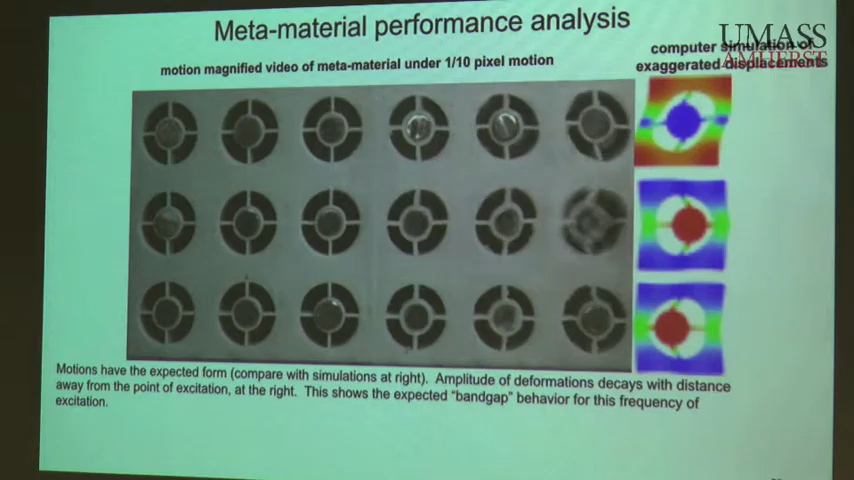 Meta-material performance analysis
UMASS
AMHERST
motion magnified video of meta-material under 1/10 pixel motion
computer simulation of
exaggerated displacements
Motions have the expected form (compare with simulations at right). Amplitude of deformations decays with distance
away from the point of excitation, at the right. This shows the expected “bandgap” behavior for this frequency of
excitation.